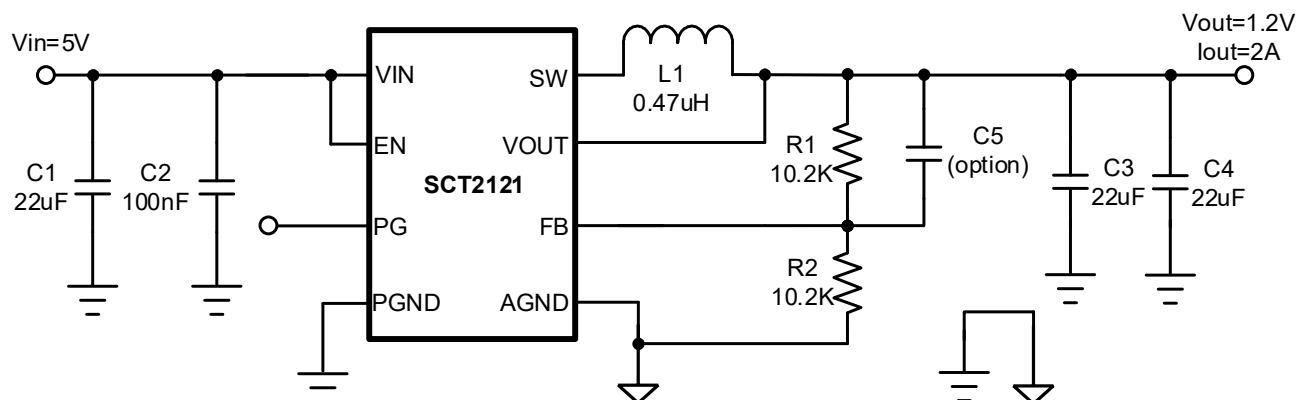 Vin=5V
Vout=1.2V
Iout=2A
VIN
SW
L1
0.47uH
EN
VOUT
SCT2121
C1
22uF
C2
100nF
R1
10.2K
C5
(option)
C3
22uF
C4
22uF
PG
FB
R2
10.2K
PGND
AGND